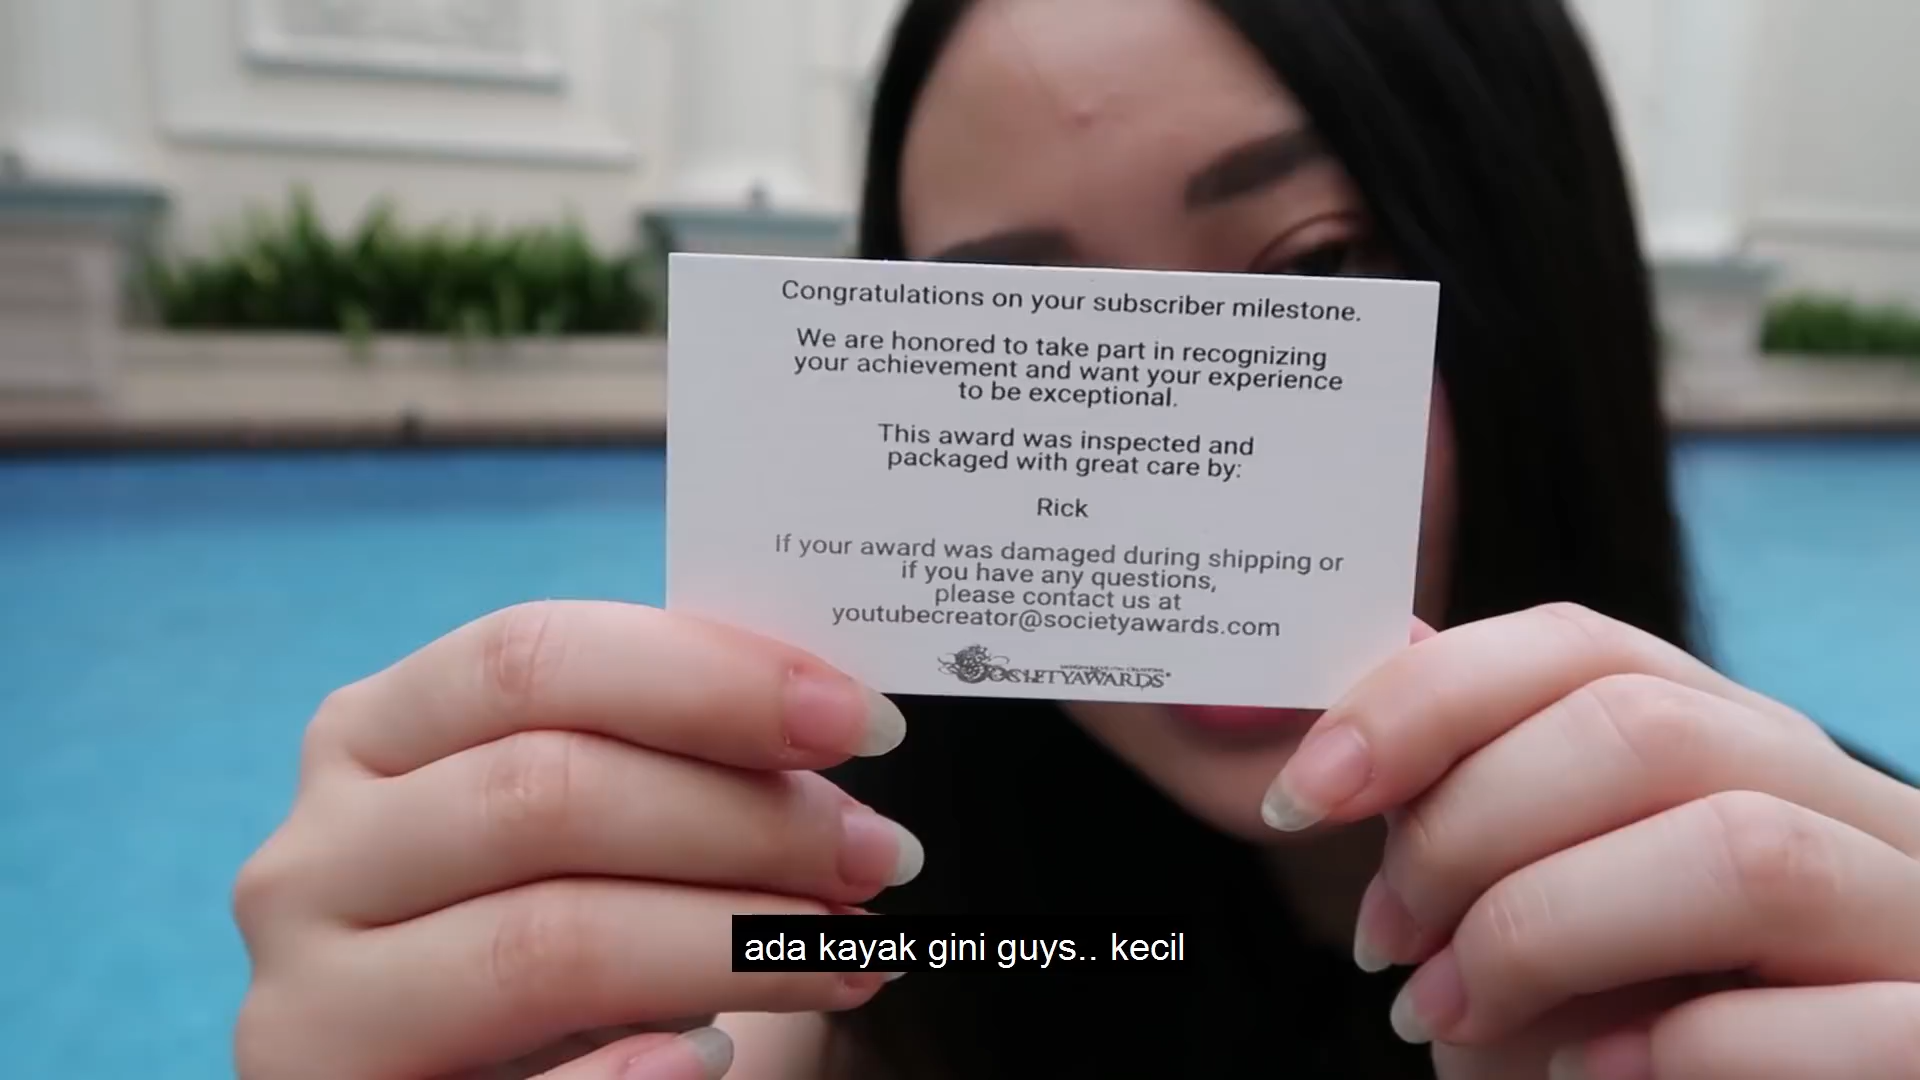 Congratulations on your subscriber milestone.
We are honored to take part in recognizing
your achievement and want your experience
to be exceptional.
This award was inspected and
packaged with great care by:
Rick
If your award was damaged during shipping or
if you have any questions,
please contact us at
youtubecreator@societyawards.com
SOCIETYAWARDS
ada kayak gini guys.. kecil